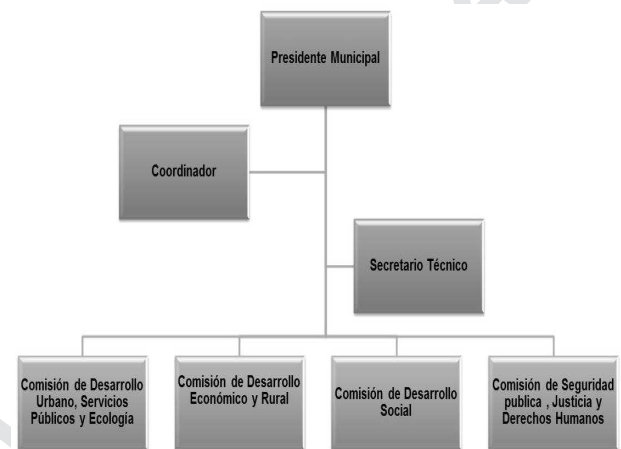 Presidente Municipal
Coordinador
Secretario Técnico
Comisión de Desarrollo
Urbano, Servicios
Públicos y Ecología
Comisión de Desarrollo
Económico y Rural
Comisión de Desarrollo
Social
Comisión de Seguridad
publica , Justicia y
Derechos Humanos